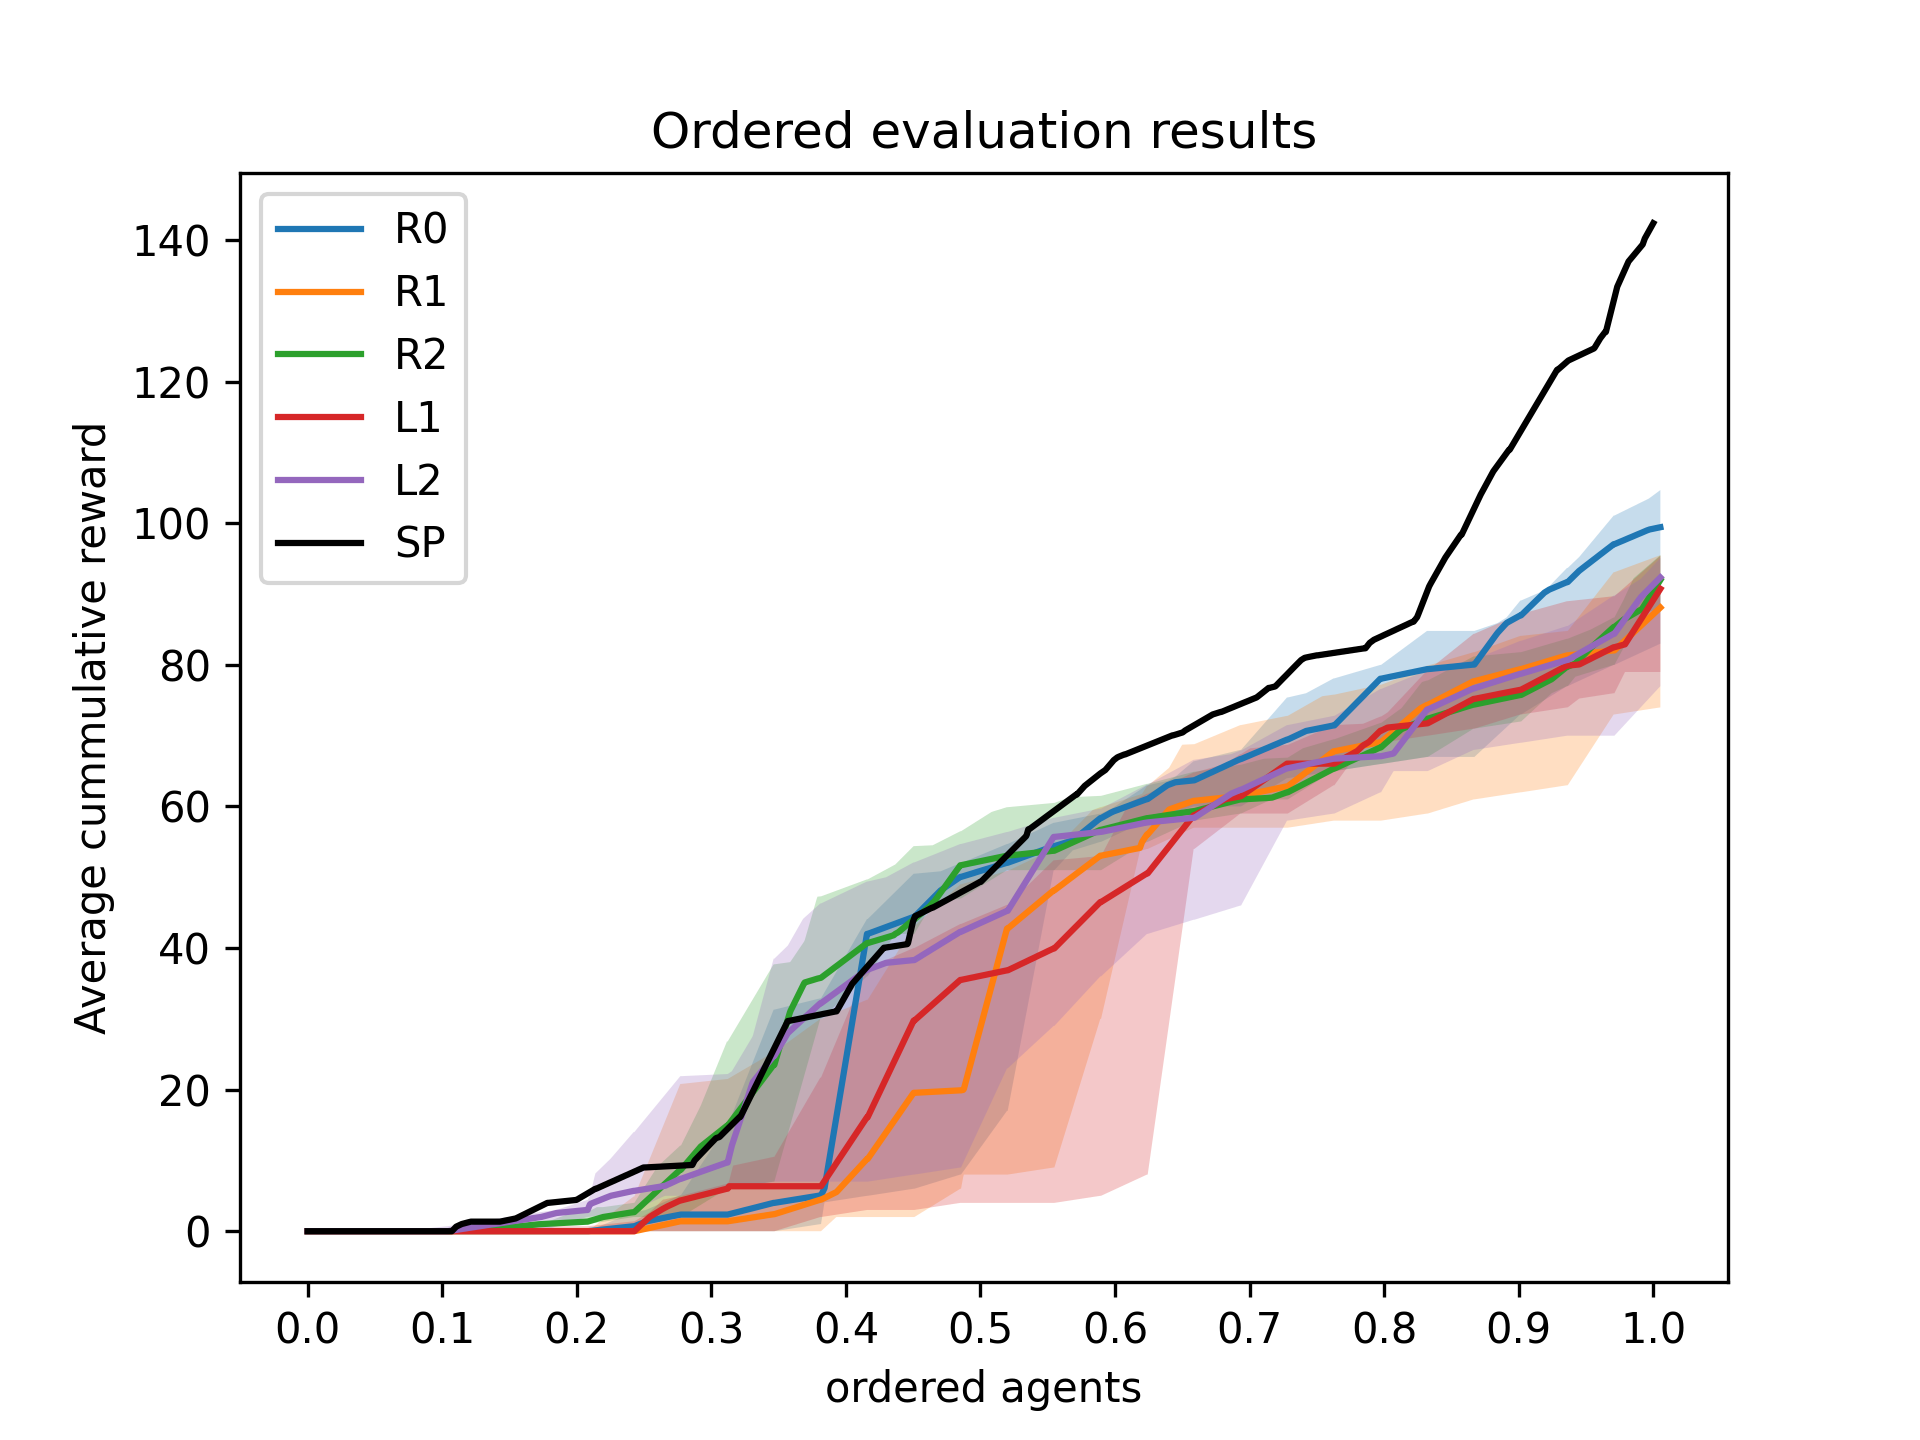 Ordered evaluation results
R0
R1
R2
L1
L2
SP
140
120
100
80
60
40
20
0
Average cummulative reward
0.0 0.1 0.2 0.3 0.4 0.5 0.6 0.7 0.8 0.9 1.0
ordered agents